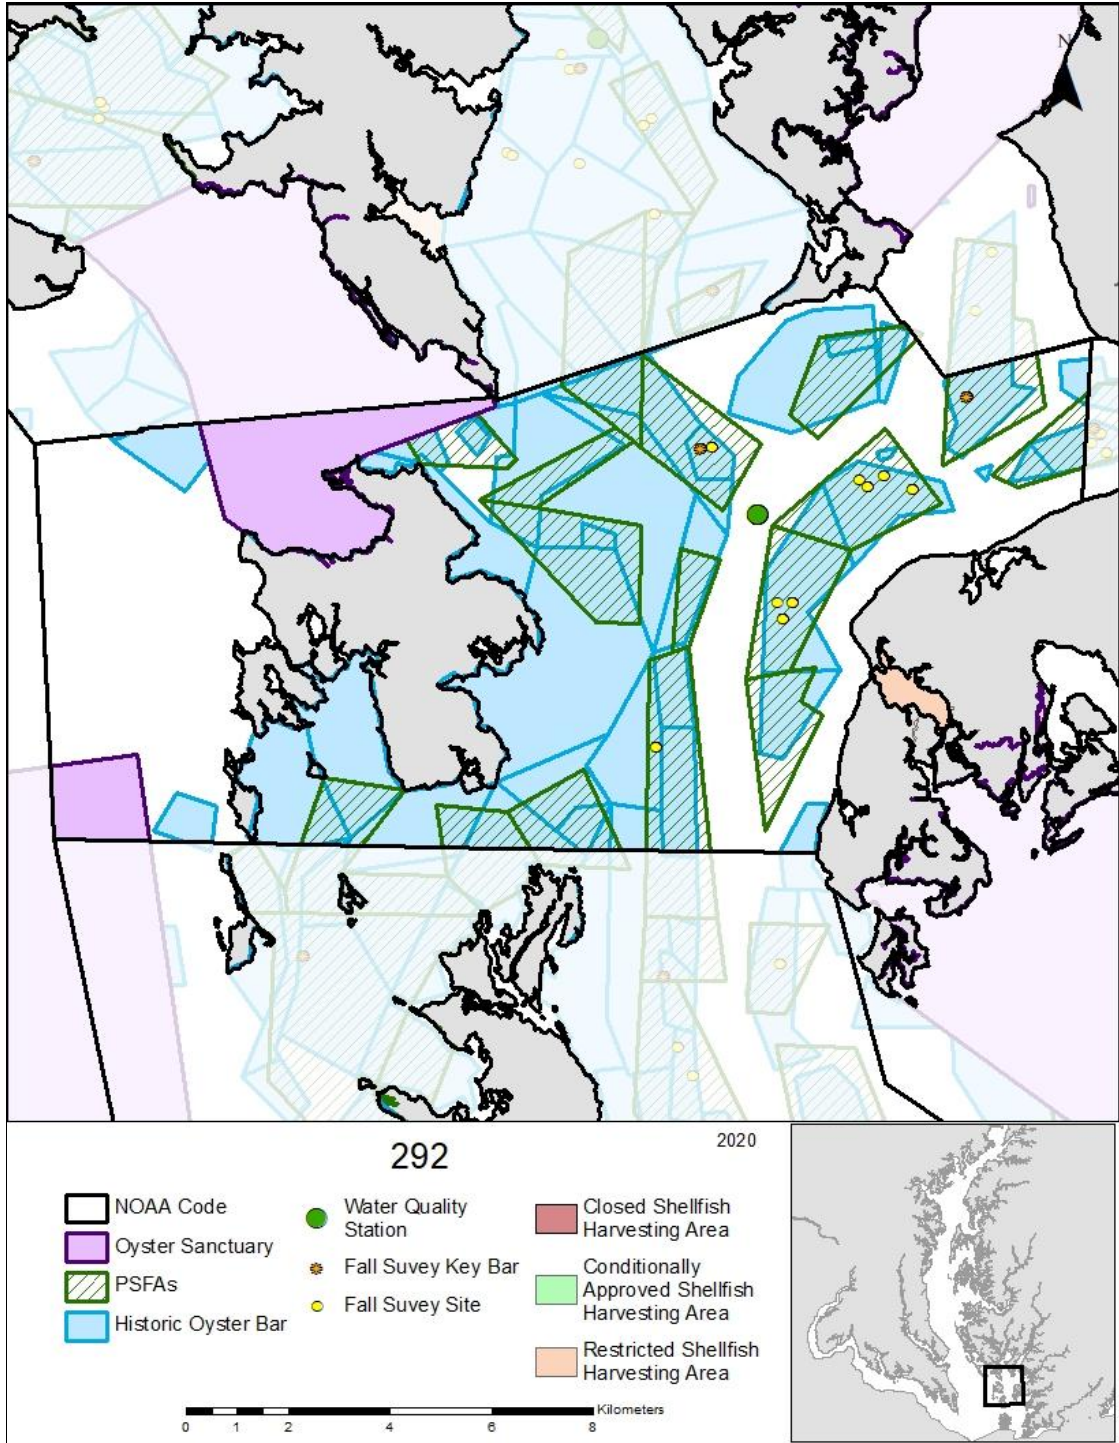 N
292
2020
NOAA Code
Oyster Sanctuary
PSFAs
Historic Oyster Bar
Water Quality
Station
Fall Suvey Key Bar
Fall Suvey Site
Closed Shellfish
Harvesting Area
Conditionally
Approved Shellfish
Harvesting Area
Restricted Shellfish
Harvesting Area
Kilometers
0 1 2 4 6 8